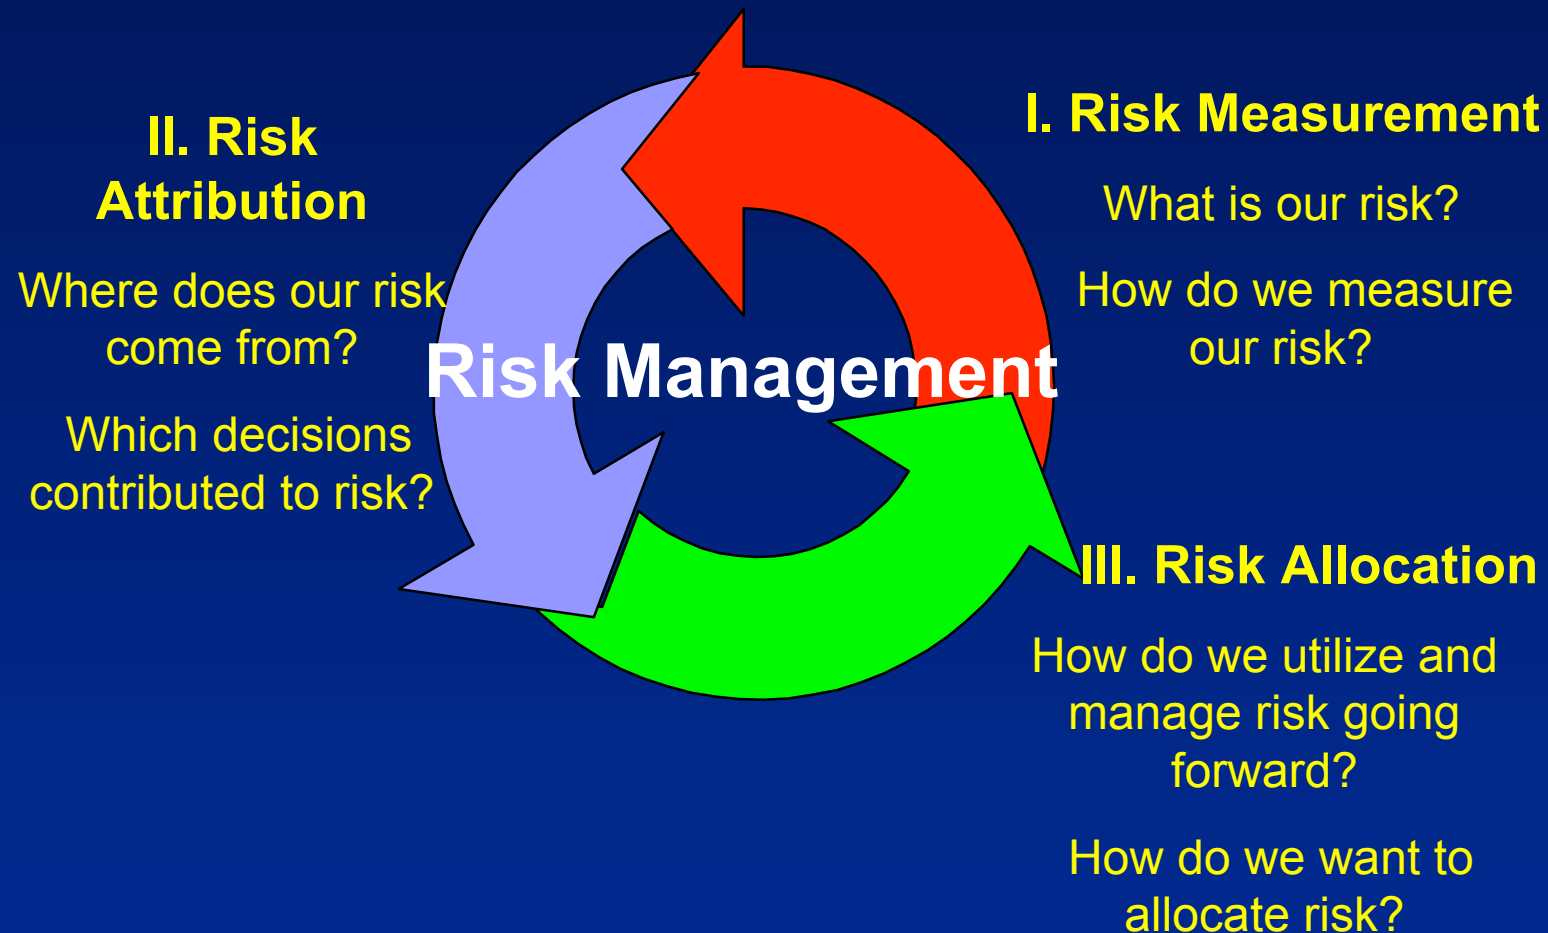 I. Risk Measurement
What is our risk?
How do we measure
our risk?
II. Risk
Attribution
Where does our risk
come from?
Which decisions
contributed to risk?
Risk Management
III. Risk Allocation
How do we utilize and
manage risk going
forward?
How do we want to
allocate risk?